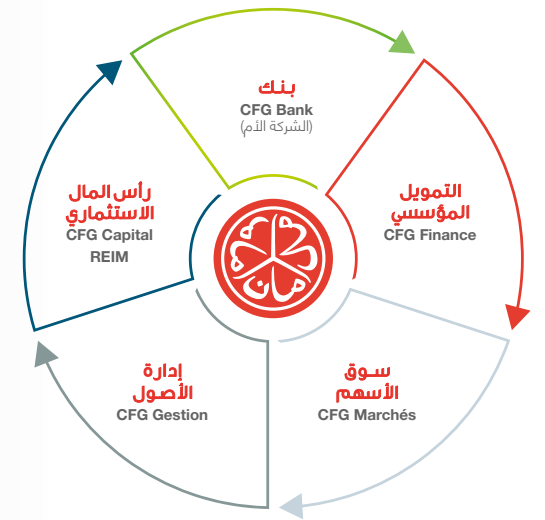 بنك
CFG Bank
(الشركة الأم)
التمويل
المؤسسي
CFG Finance
سوق
الأسهم
CFG Marchés
إدارة
الأصول
CFG Gestion
رأس المال
الاستثماري
CFG Capital
REIM